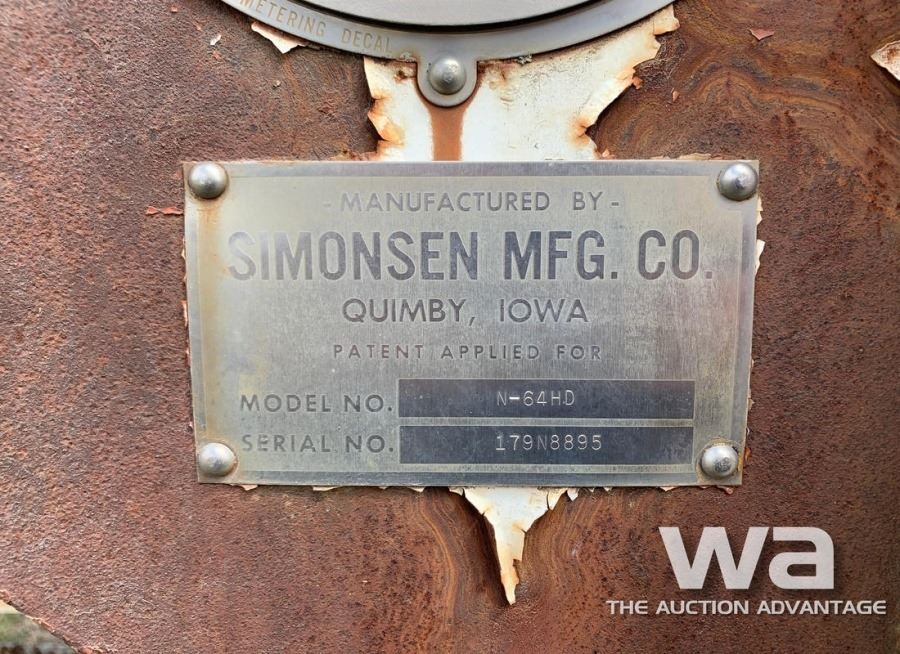 METERING DECAL
- MANUFACTURED BY -
SIMONSEN MFG. CO.
QUIMBY, IOWA
PATENT APPLIED FOR
MODEL NO. N-64HD
SERIAL NO. 179N8895
wa
THE AUCTION ADVANTAGE